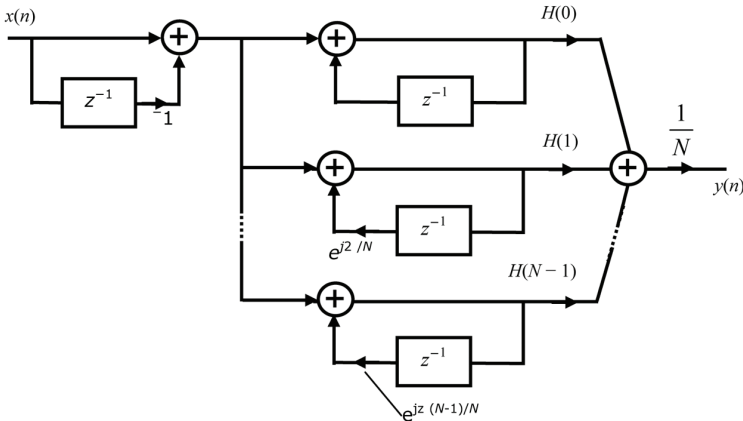 x(n)
z⁻¹
⁻1
z⁻¹
H(0)
H(1)
1
N
y(n)
z⁻¹
e^{j2 /N}
H(N − 1)
z⁻¹
e^{jz (N-1)/N}